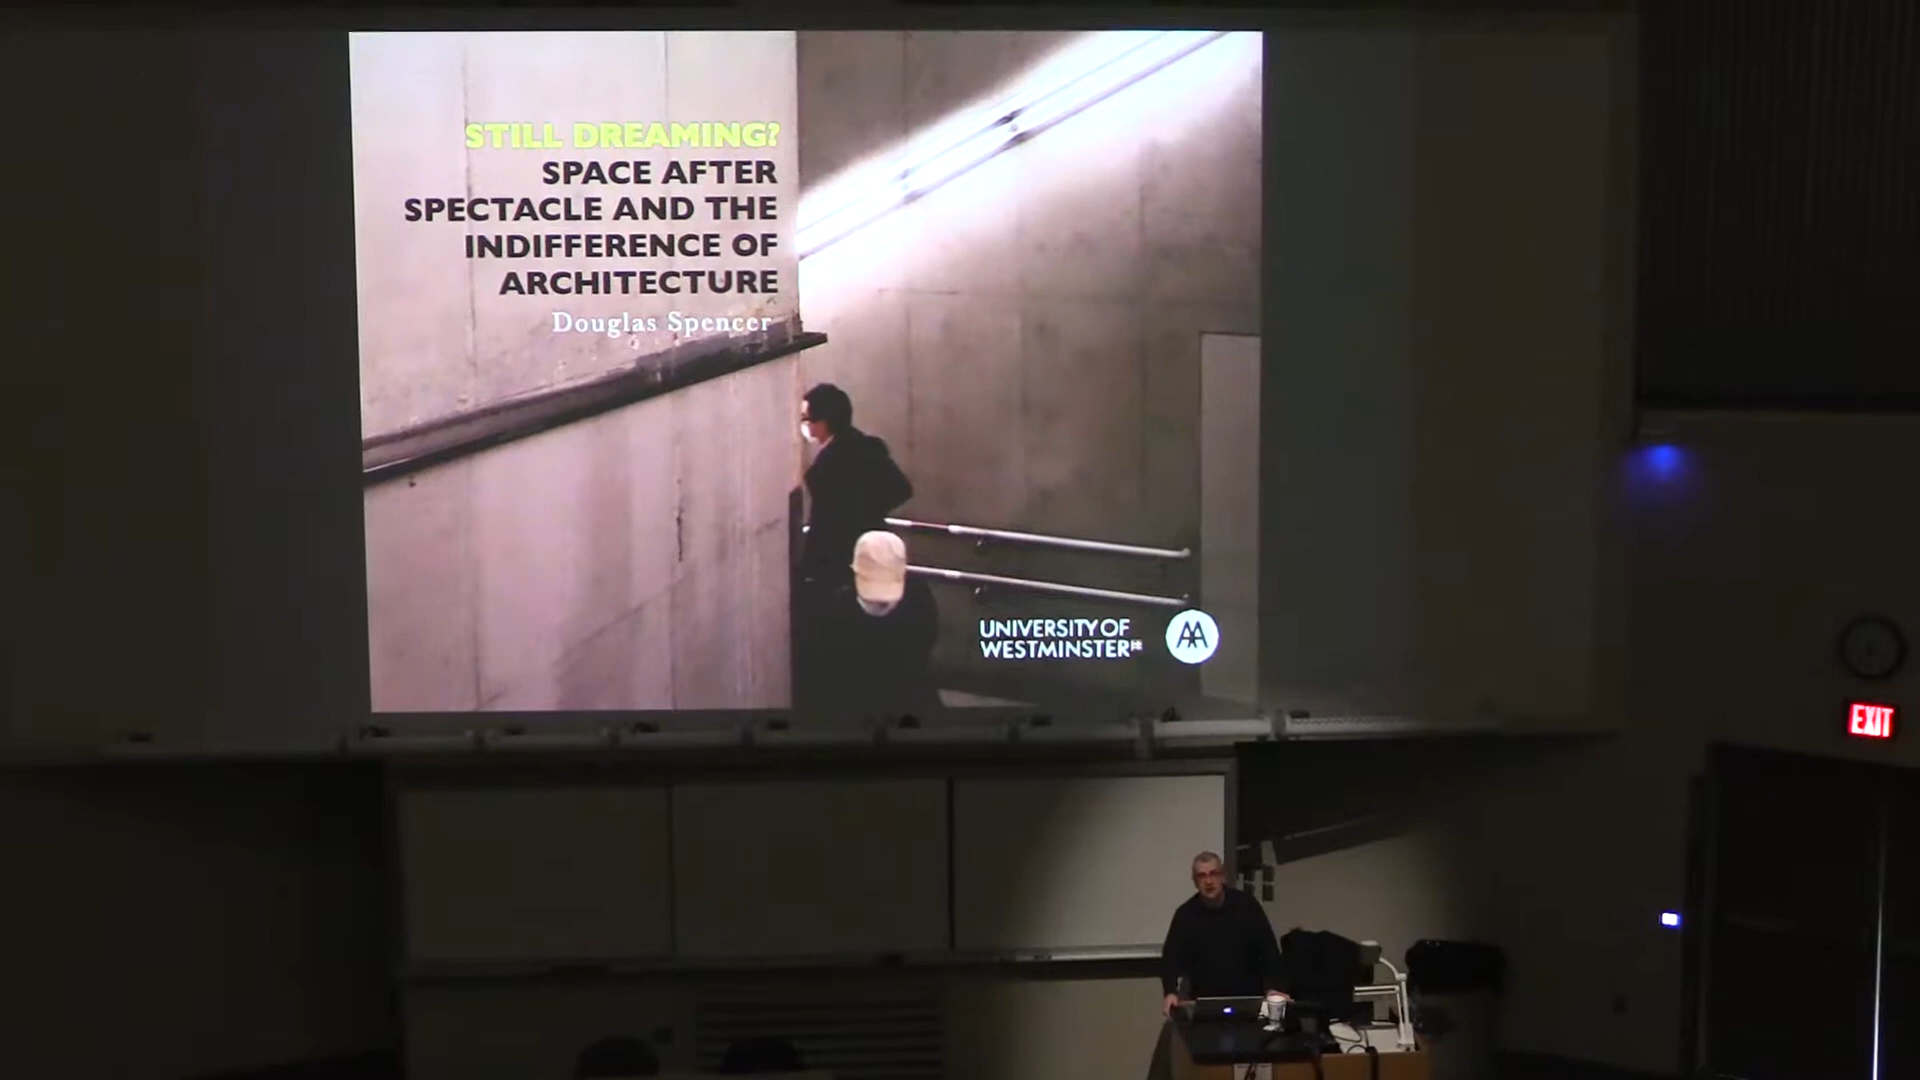 STILL DREAMING?
SPACE AFTER
SPECTACLE AND THE
INDIFFERENCE OF
ARCHITECTURE
Douglas Spencer
UNIVERSITY OF
WESTMINSTER
AA
EXIT